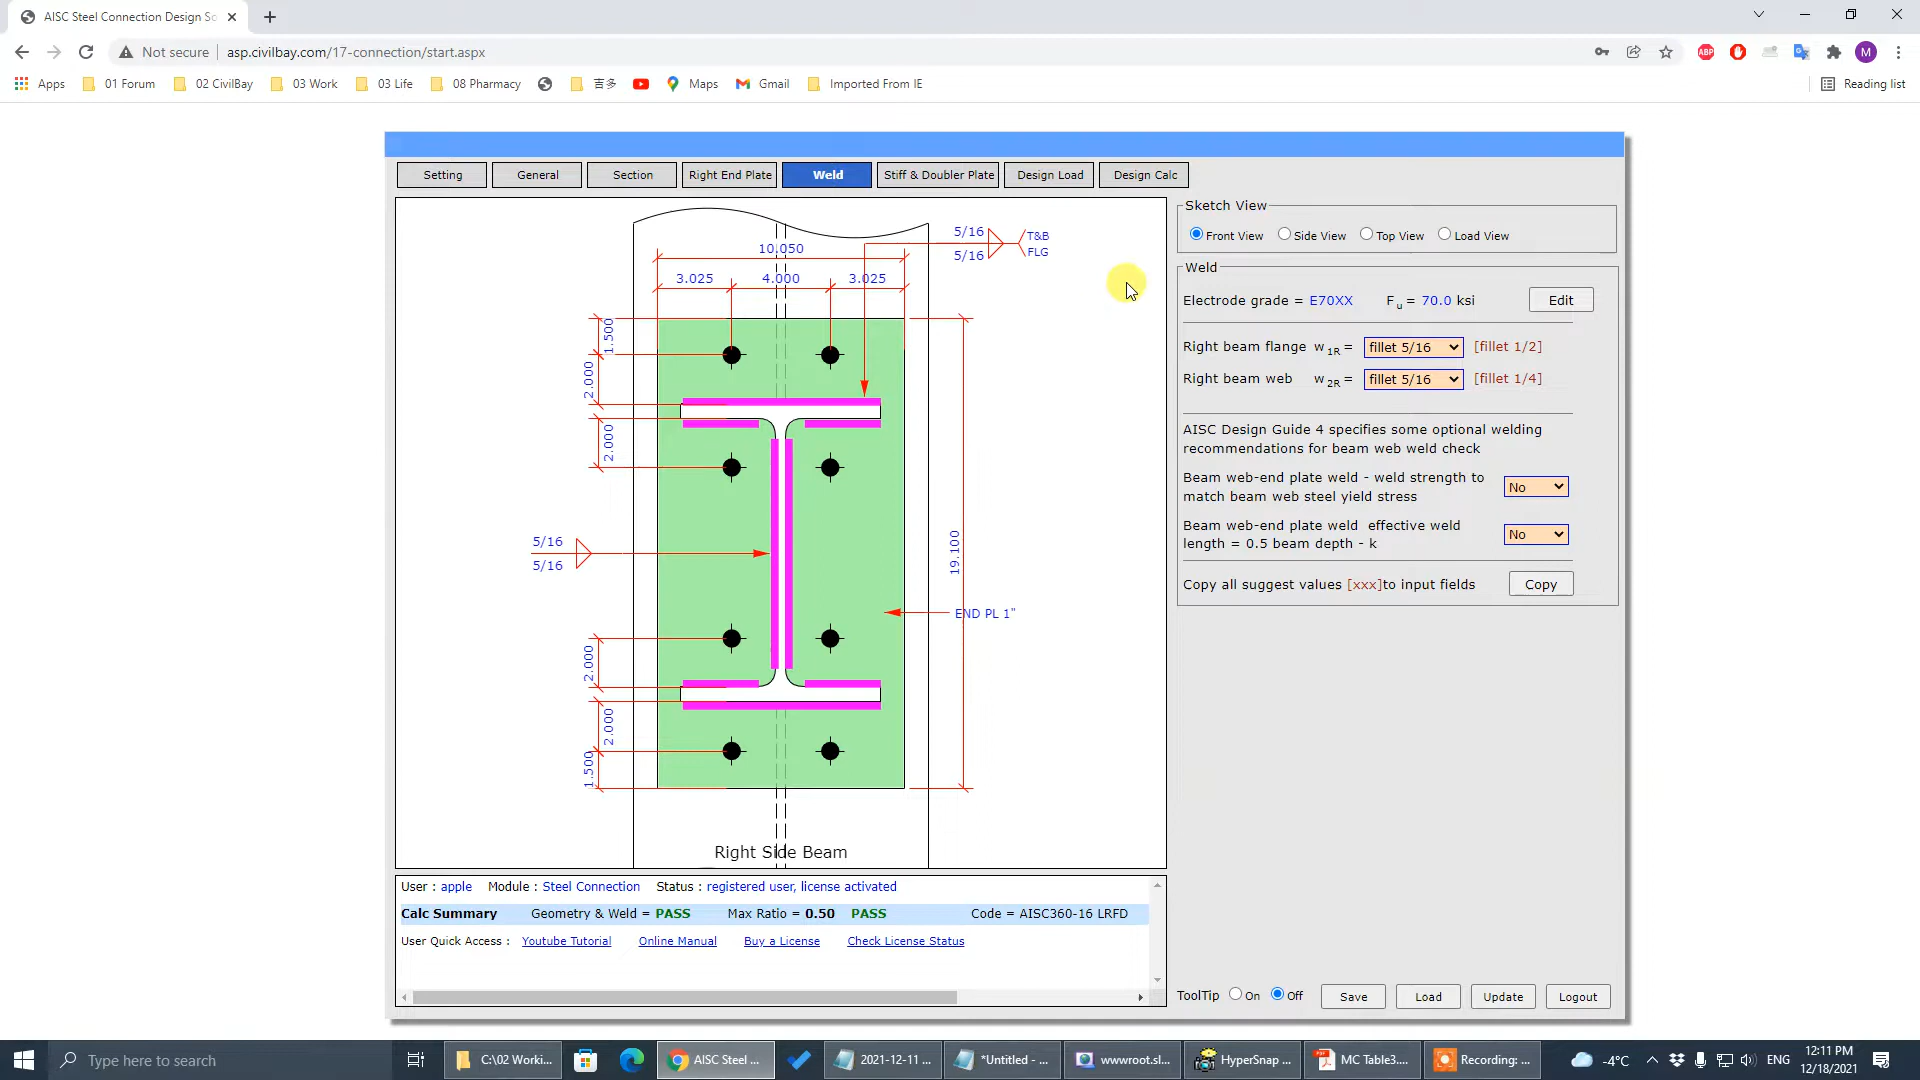 AISC Steel Connection Design So
Not secure
asp.civilbay.com/17-connection/start.aspx
ABP
M
Apps
01 Forum
02 CivilBay
03 Work
03 Life
08 Pharmacy
吉多
Maps
Gmail
Imported From IE
Reading list
Setting
General
Section
Right End Plate
Weld
Stiff & Doubler Plate
Design Load
Design Calc
10.050
3.025
4.000
3.025
5/16
5/16
T&B
FLG
1.500
2.000
2.000
5/16
5/16
19.100
END PL 1"
2.000
2.000
1.500
Right Side Beam
Sketch View
Front View
Side View
Top View
Load View
Weld
Electrode grade = E70XX Fu = 70.0 ksi
Edit
Right beam flange w1R = fillet 5/16 [fillet 1/2]
Right beam web w2R = fillet 5/16 [fillet 1/4]
AISC Design Guide 4 specifies some optional welding
recommendations for beam web weld check
Beam web-end plate weld - weld strength to
match beam web steel yield stress
No
Beam web-end plate weld effective weld
length = 0.5 beam depth - k
No
Copy all suggest values [xxx]to input fields
Copy
User : apple Module : Steel Connection Status : registered user, license activated
Calc Summary Geometry & Weld = PASS Max Ratio = 0.50 PASS Code = AISC360-16 LRFD
User Quick Access : Youtube Tutorial Online Manual Buy a License Check License Status
ToolTip On Off
Save
Load
Update
Logout
Type here to search
C:\02 Worki...
AISC Steel ...
2021-12-11 ...
*Untitled - ...
wwwroot.sl...
HyperSnap ...
MC Table3....
Recording: ...
-4°C
ENG
12:11 PM
12/18/2021